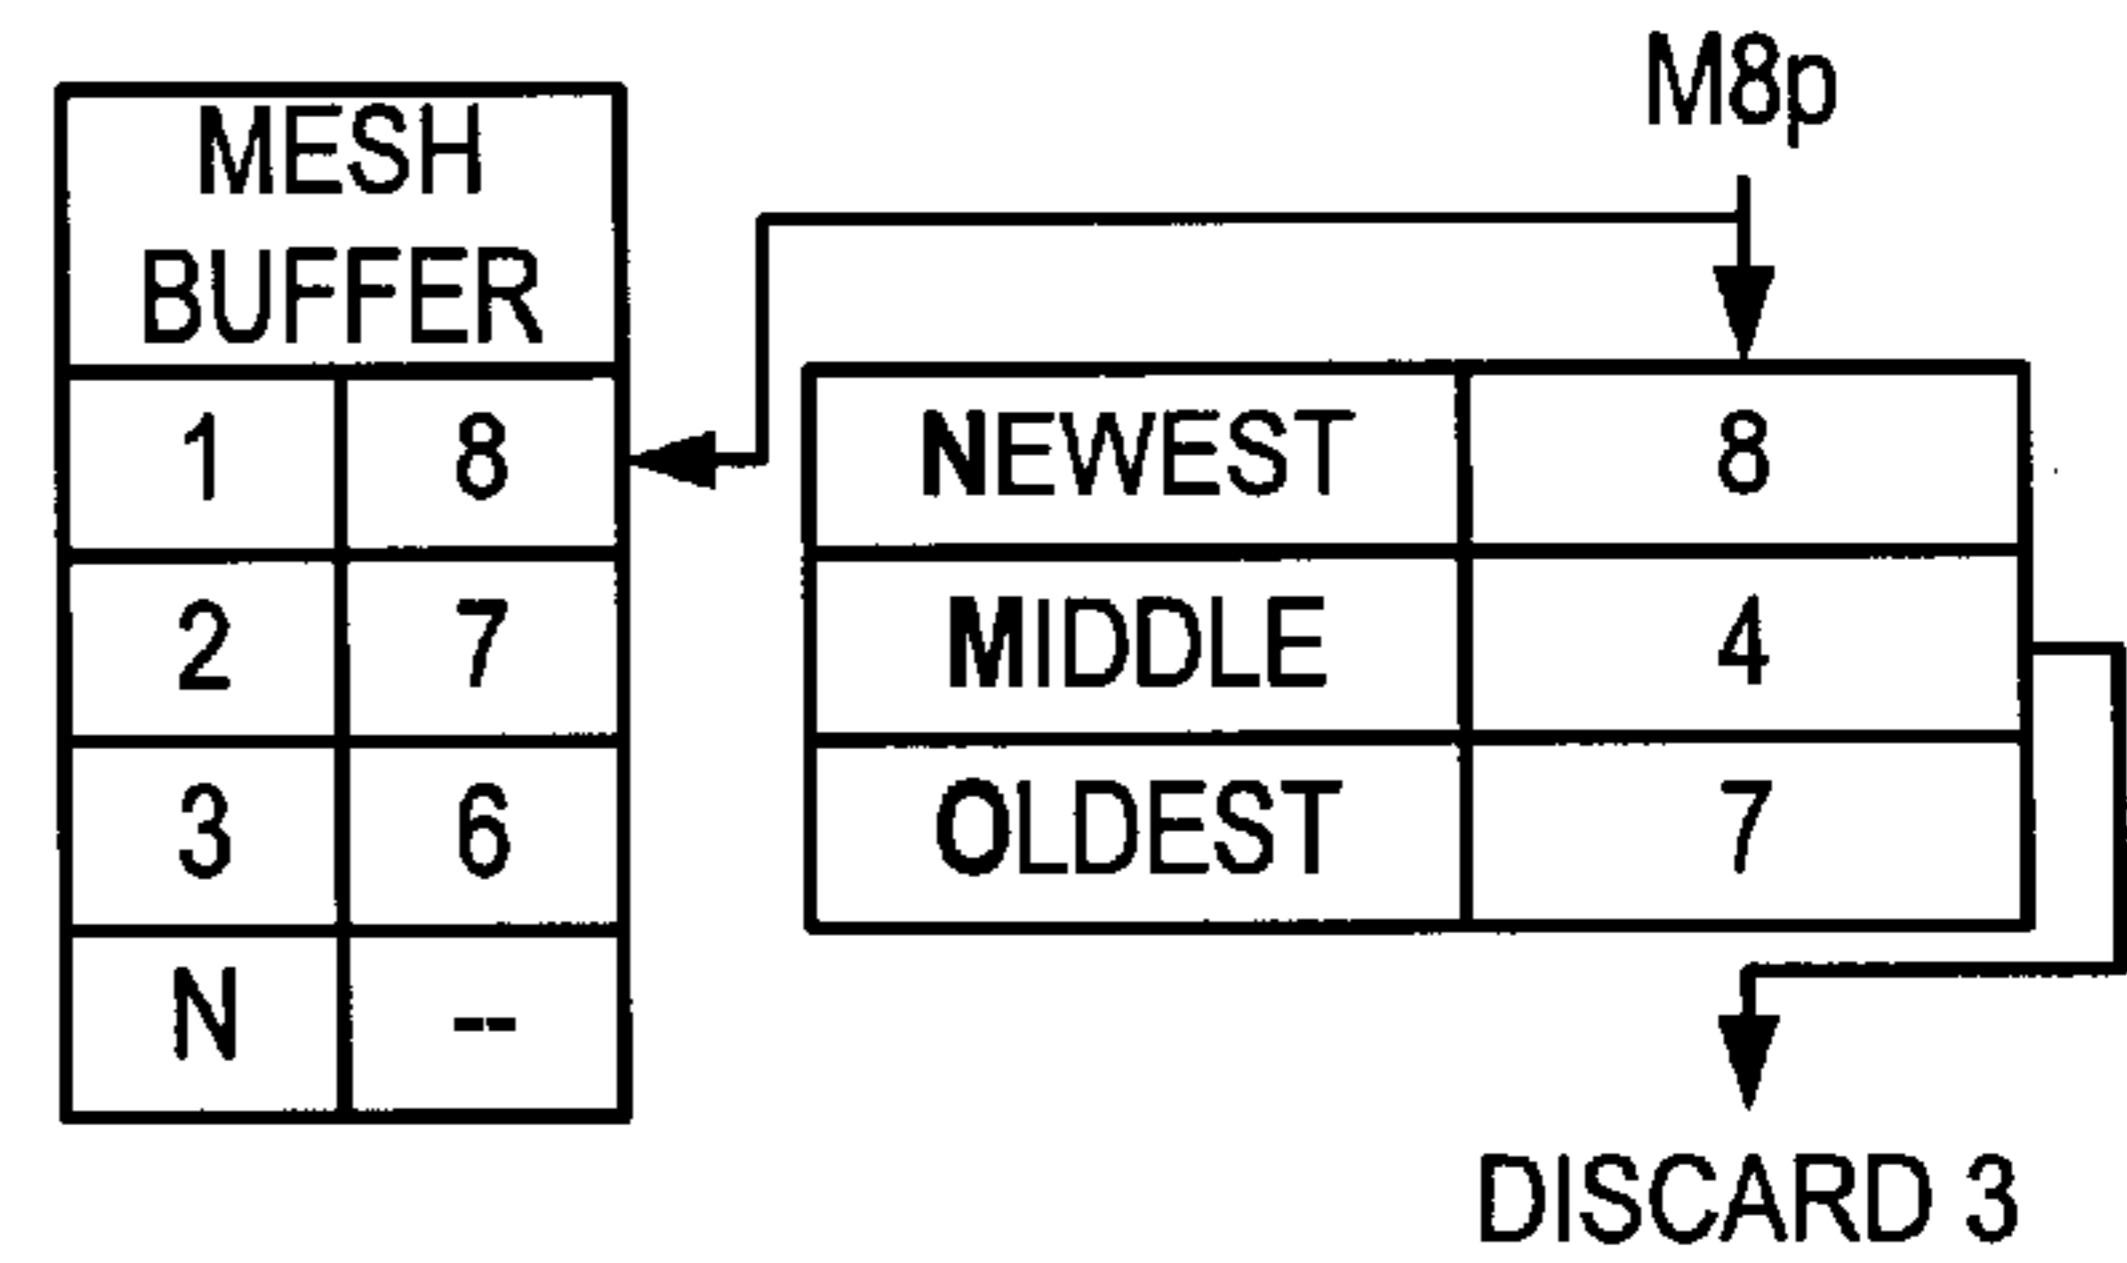 M8p
MESH
BUFFER
1 8
2 7
3 6
N --
NEWEST 8
MIDDLE 4
OLDEST 7
DISCARD 3